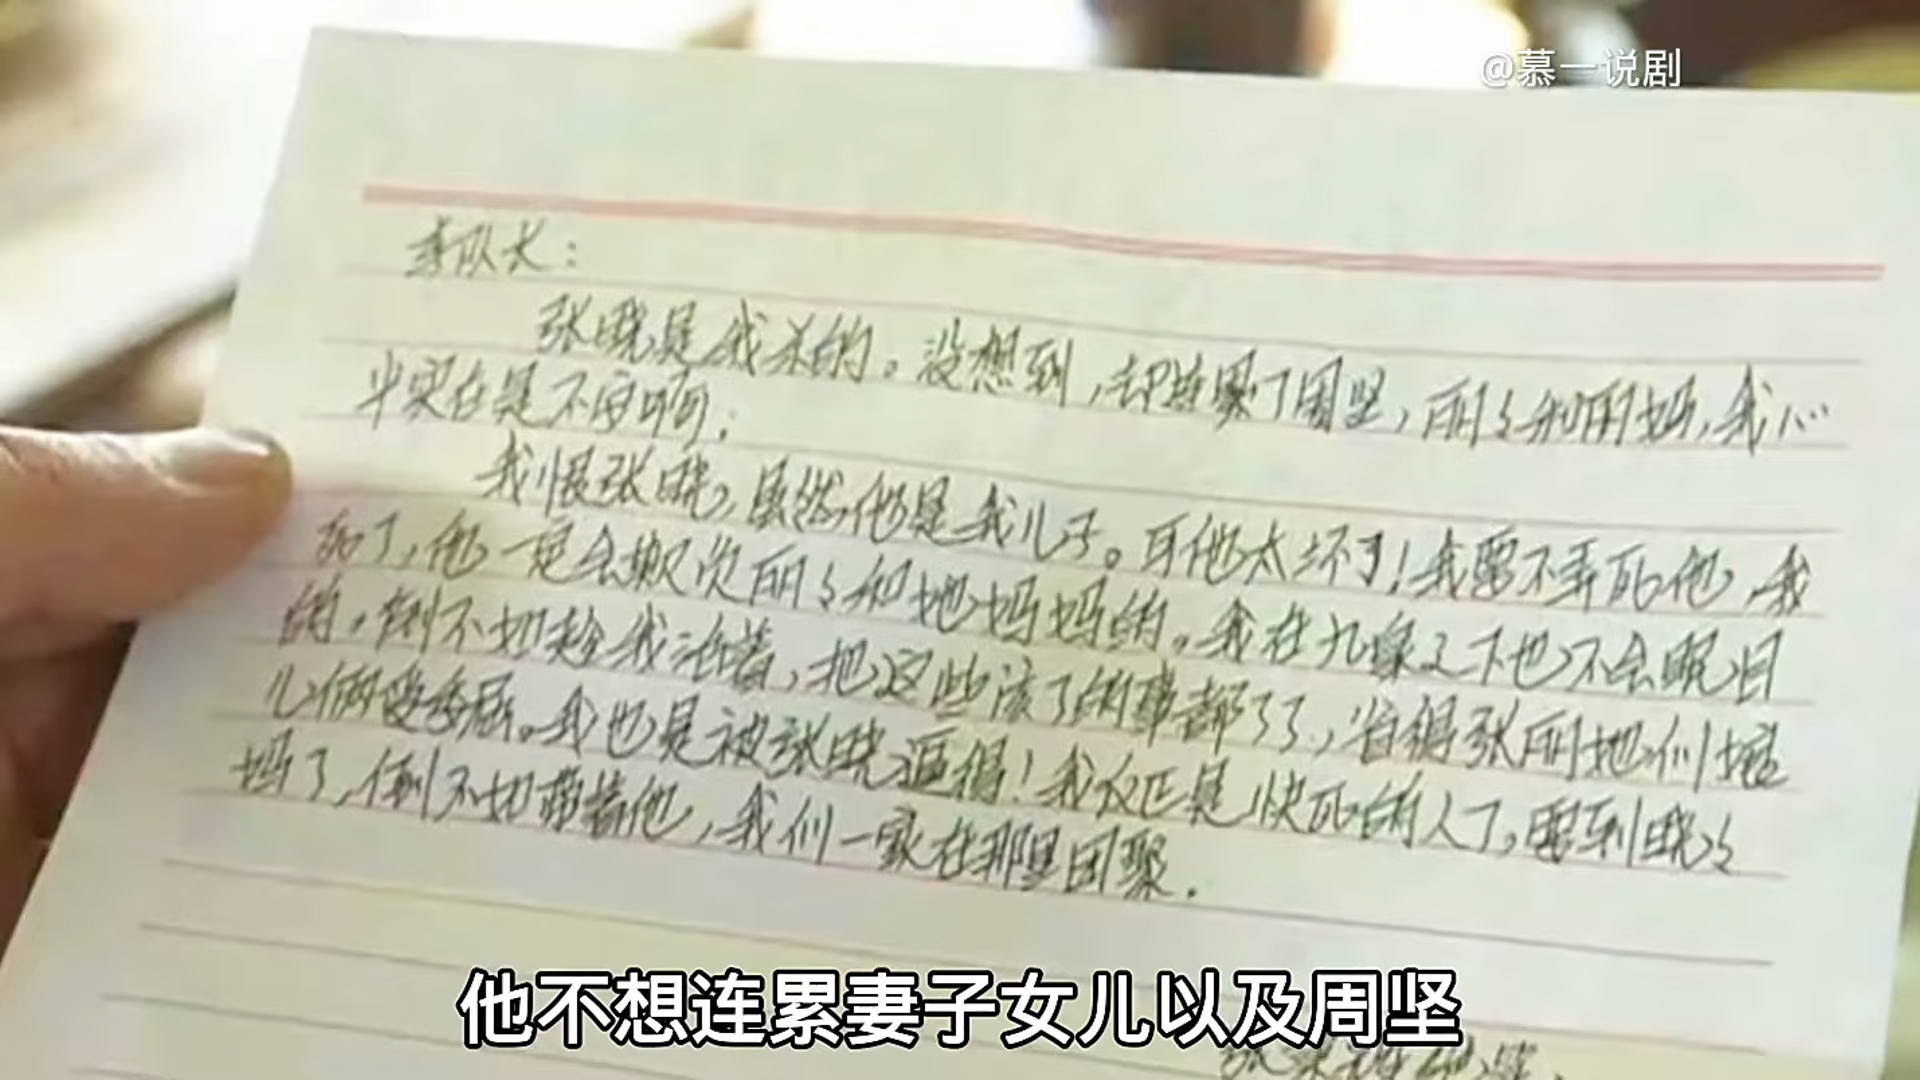 @慕一说剧
李队长：
张晓是我杀的。没想到，却连累了周坚，丽丽和丽妈，我心
中实在是不安啊；
我恨张晓，虽然他是我儿子。可他太坏了！我要不弄死他，我
死了，他一定会欺负丽丽和她妈妈的。我在九泉之下也不会瞑目
的。倒不如趁我活着，把这些该了的事都了了，省得张丽她们娘
儿俩受委屈。我也是被张晓逼得！我反正是快死的人了。要到晓晓
妈了，倒不如带着他，我们一家在那里团聚.
他不想连累妻子女儿以及周坚